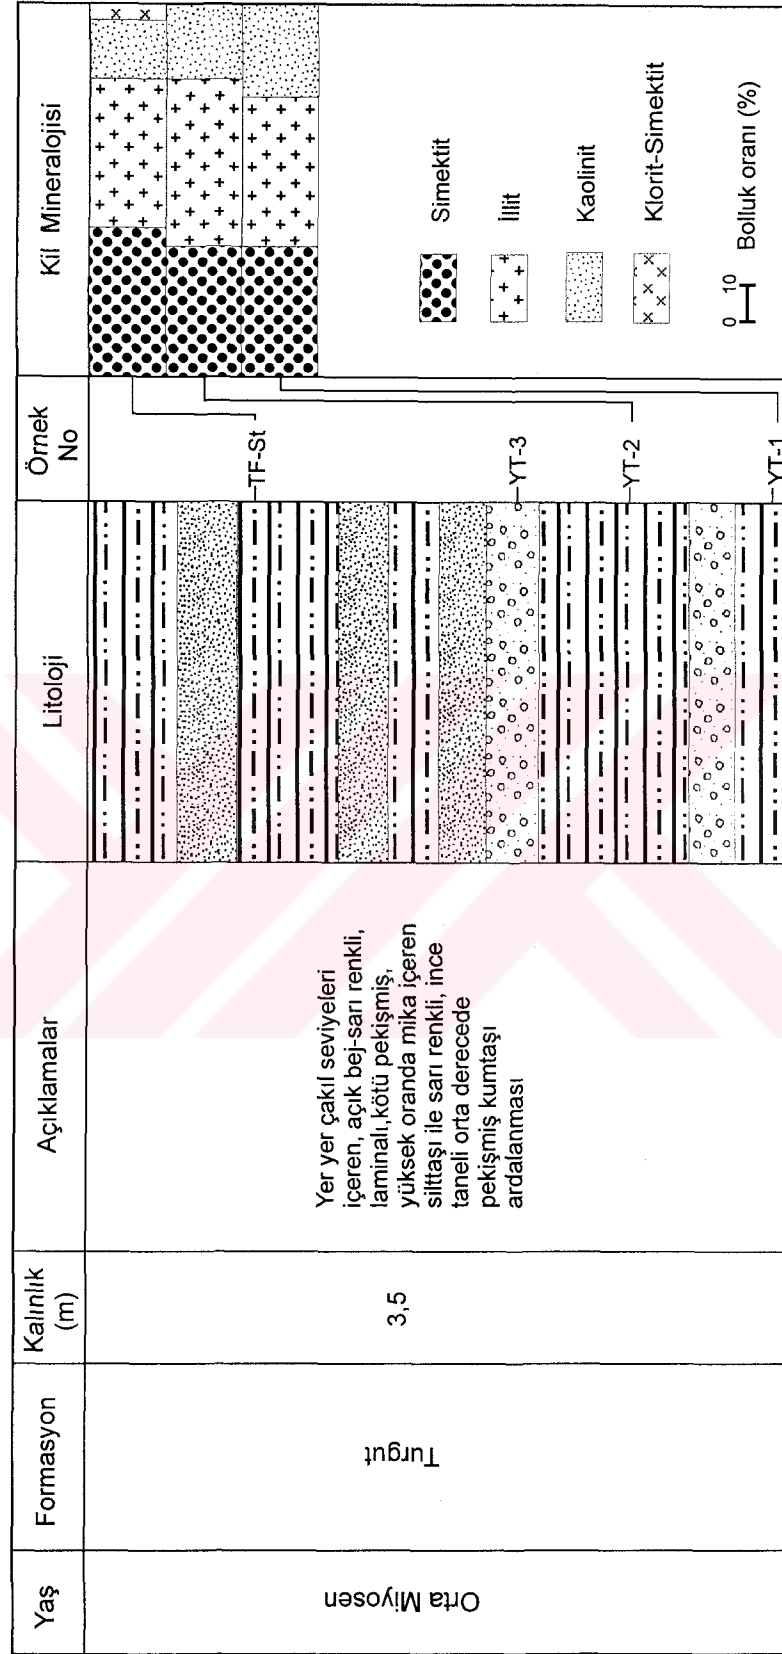 Yaş
Formasyon
Kalınlık
(m)
Açıklamalar
Litoloji
Örnek
No
Kil Mineralojisi
Orta Miyosen
Turgut
3,5
Yer yer çakıl seviyeleri
içeren, açık bej-sarı renkli,
laminalı,kötü pekişmiş,
yüksek oranda mika içeren
silttaşı ile sarı renkli, ince
taneli orta derecede
pekişmiş kumtaşı
ardalanması
TF-St
YT-3
YT-2
YT-1
Simektit
İllit
Kaolinit
Klorit-Simektit
0 10
Bolluk oranı (%)